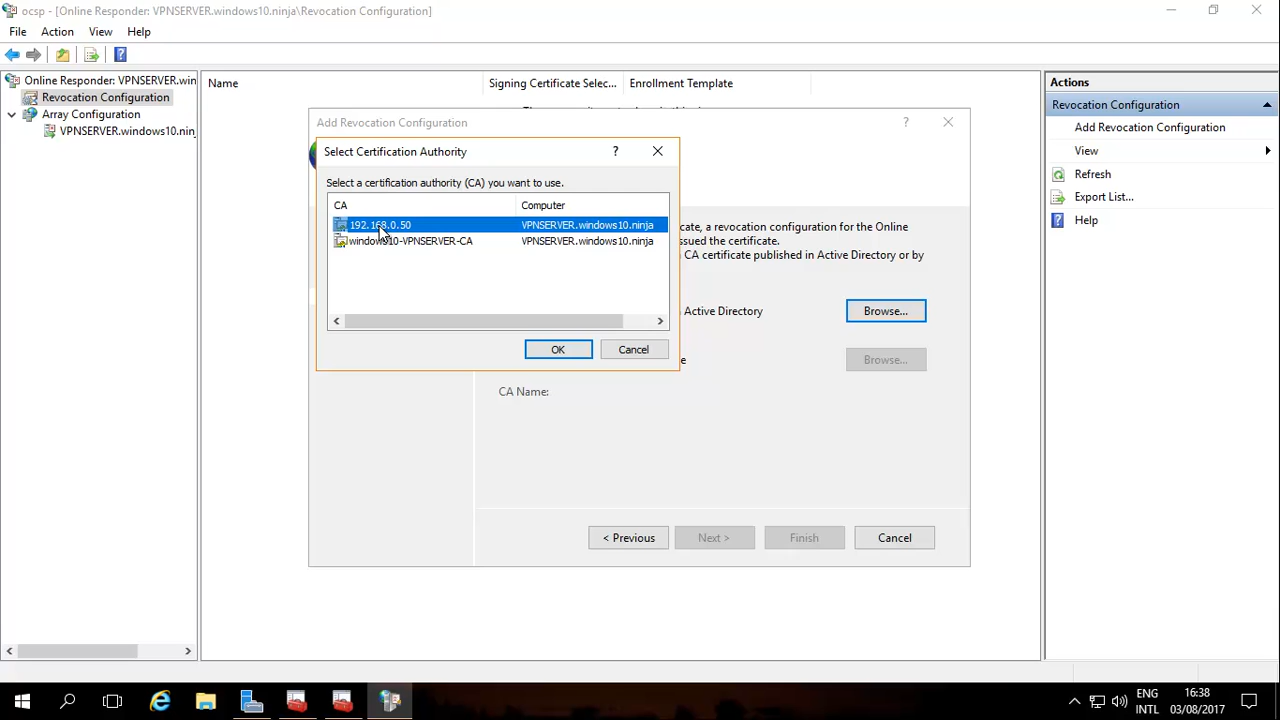 ocsp - [Online Responder: VPNSERVER.windows10.ninja\Revocation Configuration]
File Action View Help
Online Responder: VPNSERVER.win
Revocation Configuration
Array Configuration
VPNSERVER.windows10.nin
Name Signing Certificate Selec... Enrollment Template
Add Revocation Configuration
Select Certification Authority
Select a certification authority (CA) you want to use.
CA Computer
192.168.0.50 VPNSERVER.windows10.ninja
windows10-VPNSERVER-CA VPNSERVER.windows10.ninja
OK Cancel
cate, a revocation configuration for the Online
issued the certificate.
CA certificate published in Active Directory or by
Active Directory Browse...
Browse...
CA Name:
< Previous Next > Finish Cancel
Actions
Revocation Configuration
Add Revocation Configuration
View
Refresh
Export List...
Help
ENG
INTL
16:38
03/08/2017